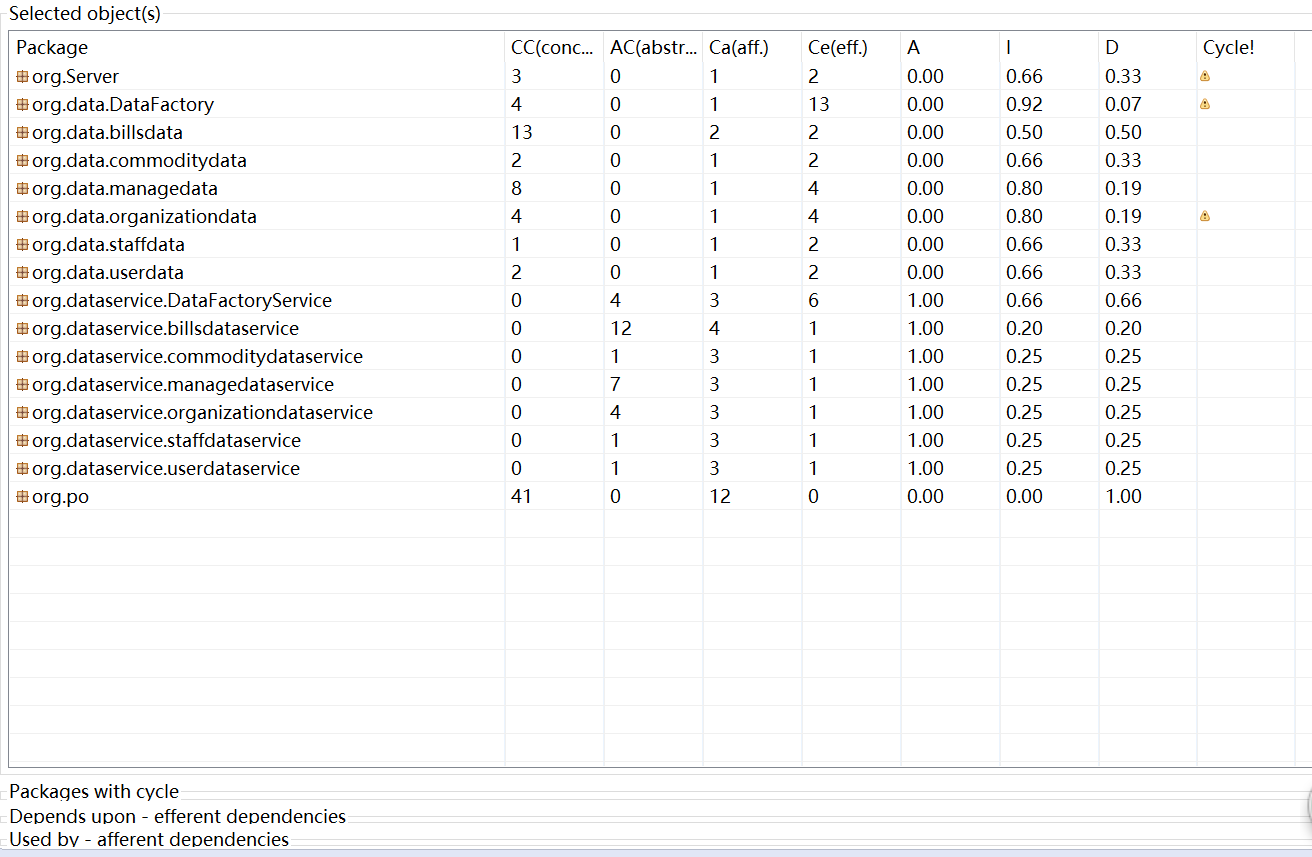 Selected object(s)
Package CC(conc... AC(abstr... Ca(aff.) Ce(eff.) A I D Cycle!
org.Server 3 0 1 2 0.00 0.66 0.33
org.data.DataFactory 4 0 1 13 0.00 0.92 0.07
org.data.billsdata 13 0 2 2 0.00 0.50 0.50
org.data.commoditydata 2 0 1 2 0.00 0.66 0.33
org.data.managedata 8 0 1 4 0.00 0.80 0.19
org.data.organizationdata 4 0 1 4 0.00 0.80 0.19
org.data.staffdata 1 0 1 2 0.00 0.66 0.33
org.data.userdata 2 0 1 2 0.00 0.66 0.33
org.dataservice.DataFactoryService 0 4 3 6 1.00 0.66 0.66
org.dataservice.billsdataservice 0 12 4 1 1.00 0.20 0.20
org.dataservice.commoditydataservice 0 1 3 1 1.00 0.25 0.25
org.dataservice.managedataservice 0 7 3 1 1.00 0.25 0.25
org.dataservice.organizationdataservice 0 4 3 1 1.00 0.25 0.25
org.dataservice.staffdataservice 0 1 3 1 1.00 0.25 0.25
org.dataservice.userdataservice 0 1 3 1 1.00 0.25 0.25
org.po 41 0 12 0 0.00 0.00 1.00
Packages with cycle
Depends upon - efferent dependencies
Used by - afferent dependencies